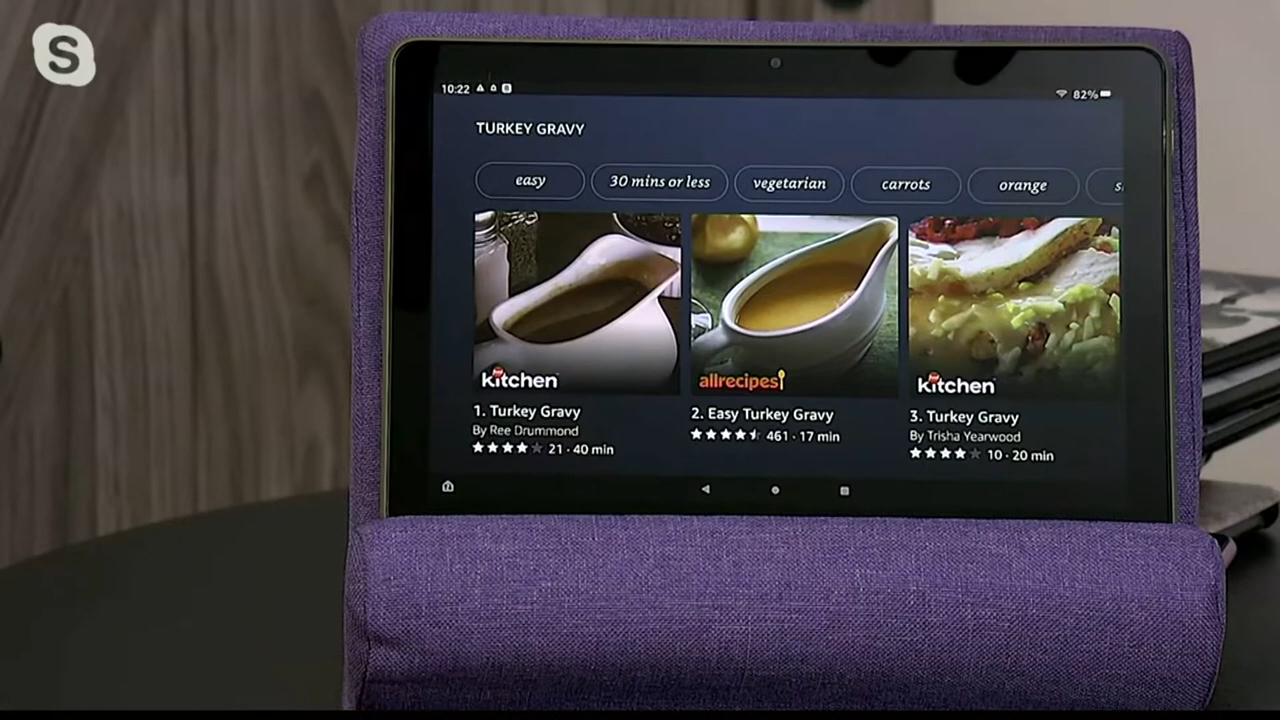 S
10:22
82%
TURKEY GRAVY
easy
30 mins or less
vegetarian
carrots
orange
kitchen
allrecipes
kitchen
1. Turkey Gravy
By Ree Drummond
21 · 40 min
2. Easy Turkey Gravy
461 · 17 min
3. Turkey Gravy
By Trisha Yearwood
10 · 20 min